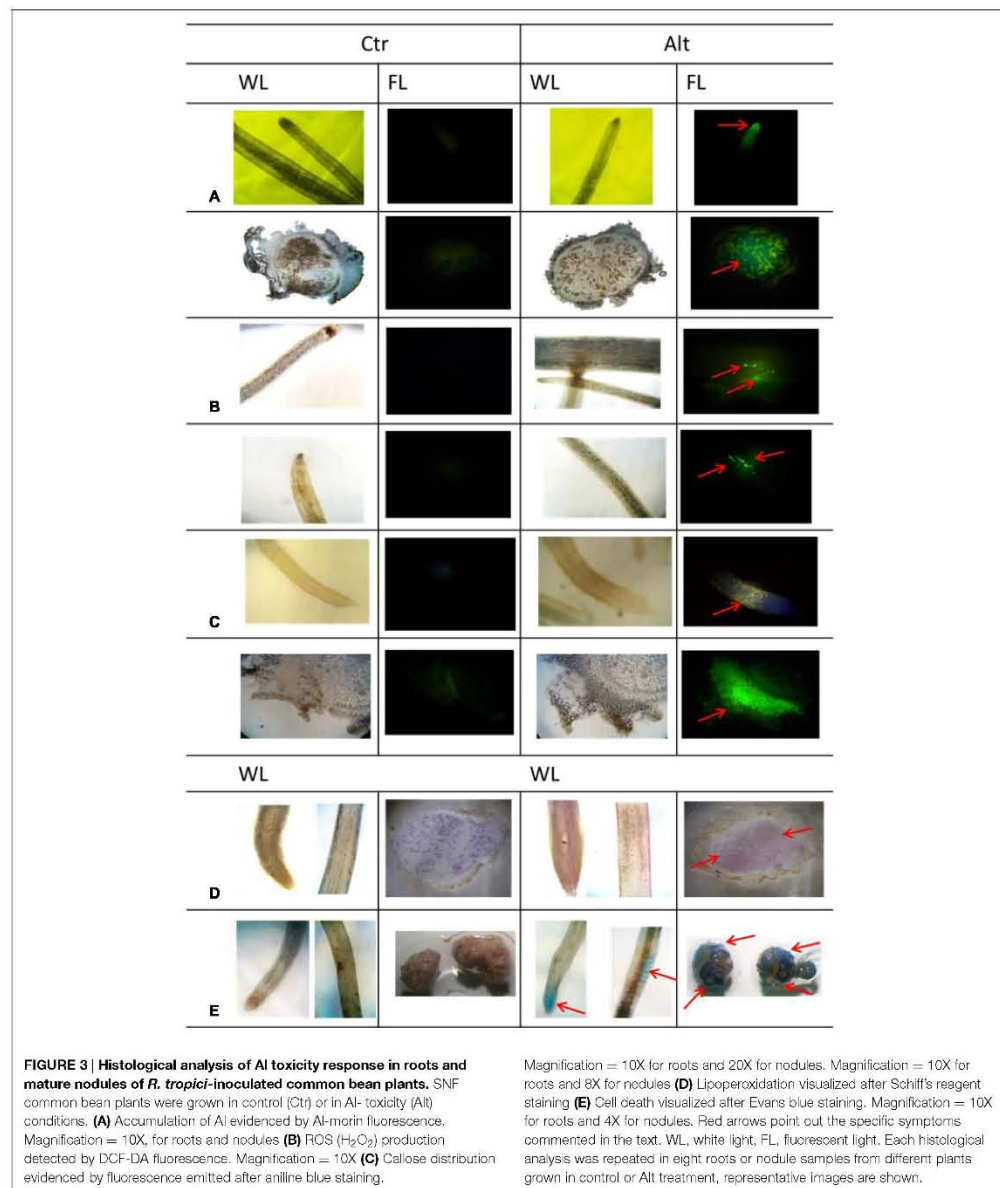 Ctr Alt
WL FL WL FL
A
B
C
WL WL
D
E
FIGURE 3 | Histological analysis of Al toxicity response in roots and
mature nodules of R. tropici-inoculated common bean plants. SNF
common bean plants were grown in control (Ctr) or in Al- toxicity (Alt)
conditions. (A) Accumulation of Al evidenced by Al-morin fluorescence.
Magnification = 10X, for roots and nodules (B) ROS (H₂O₂) production
detected by DCF-DA fluorescence. Magnification = 10X (C) Callose distribution
evidenced by fluorescence emitted after aniline blue staining.
Magnification = 10X for roots and 20X for nodules. Magnification = 10X for
roots and 8X for nodules (D) Lipoperoxidation visualized after Schiff's reagent
staining (E) Cell death visualized after Evans blue staining. Magnification = 10X
for roots and 4X for nodules. Red arrows point out the specific symptoms
commented in the text. WL, white light, FL, fluorescent light. Each histological
analysis was repeated in eight roots or nodule samples from different plants
grown in control or Alt treatment, representative images are shown.